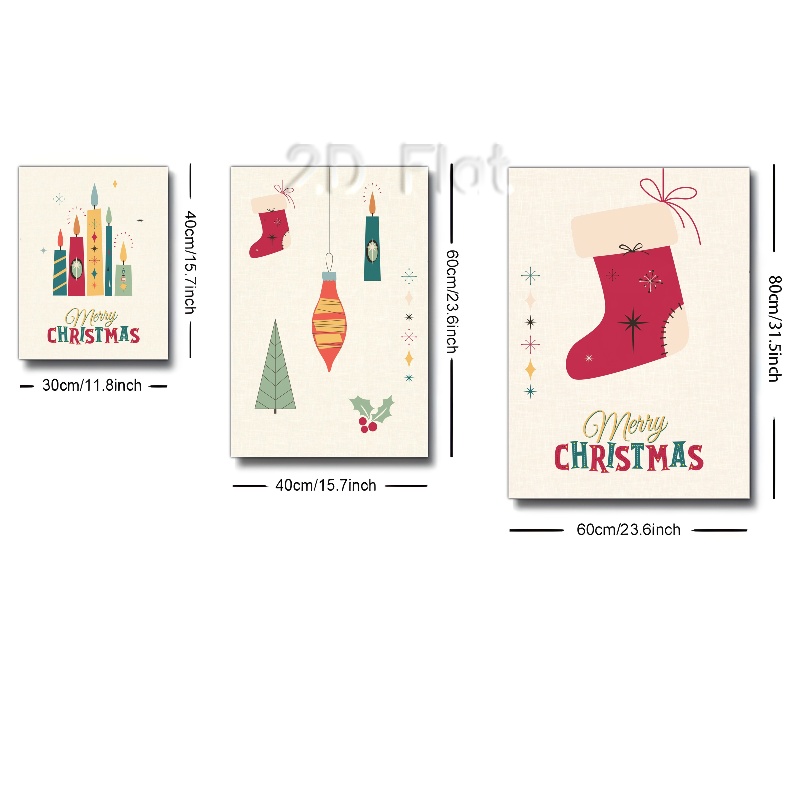 2D Flat
Merry
CHRISTMAS
40cm/15.7inch
30cm/11.8inch
60cm/23.6inch
40cm/15.7inch
Merry
CHRISTMAS
80cm/31.5inch
60cm/23.6inch